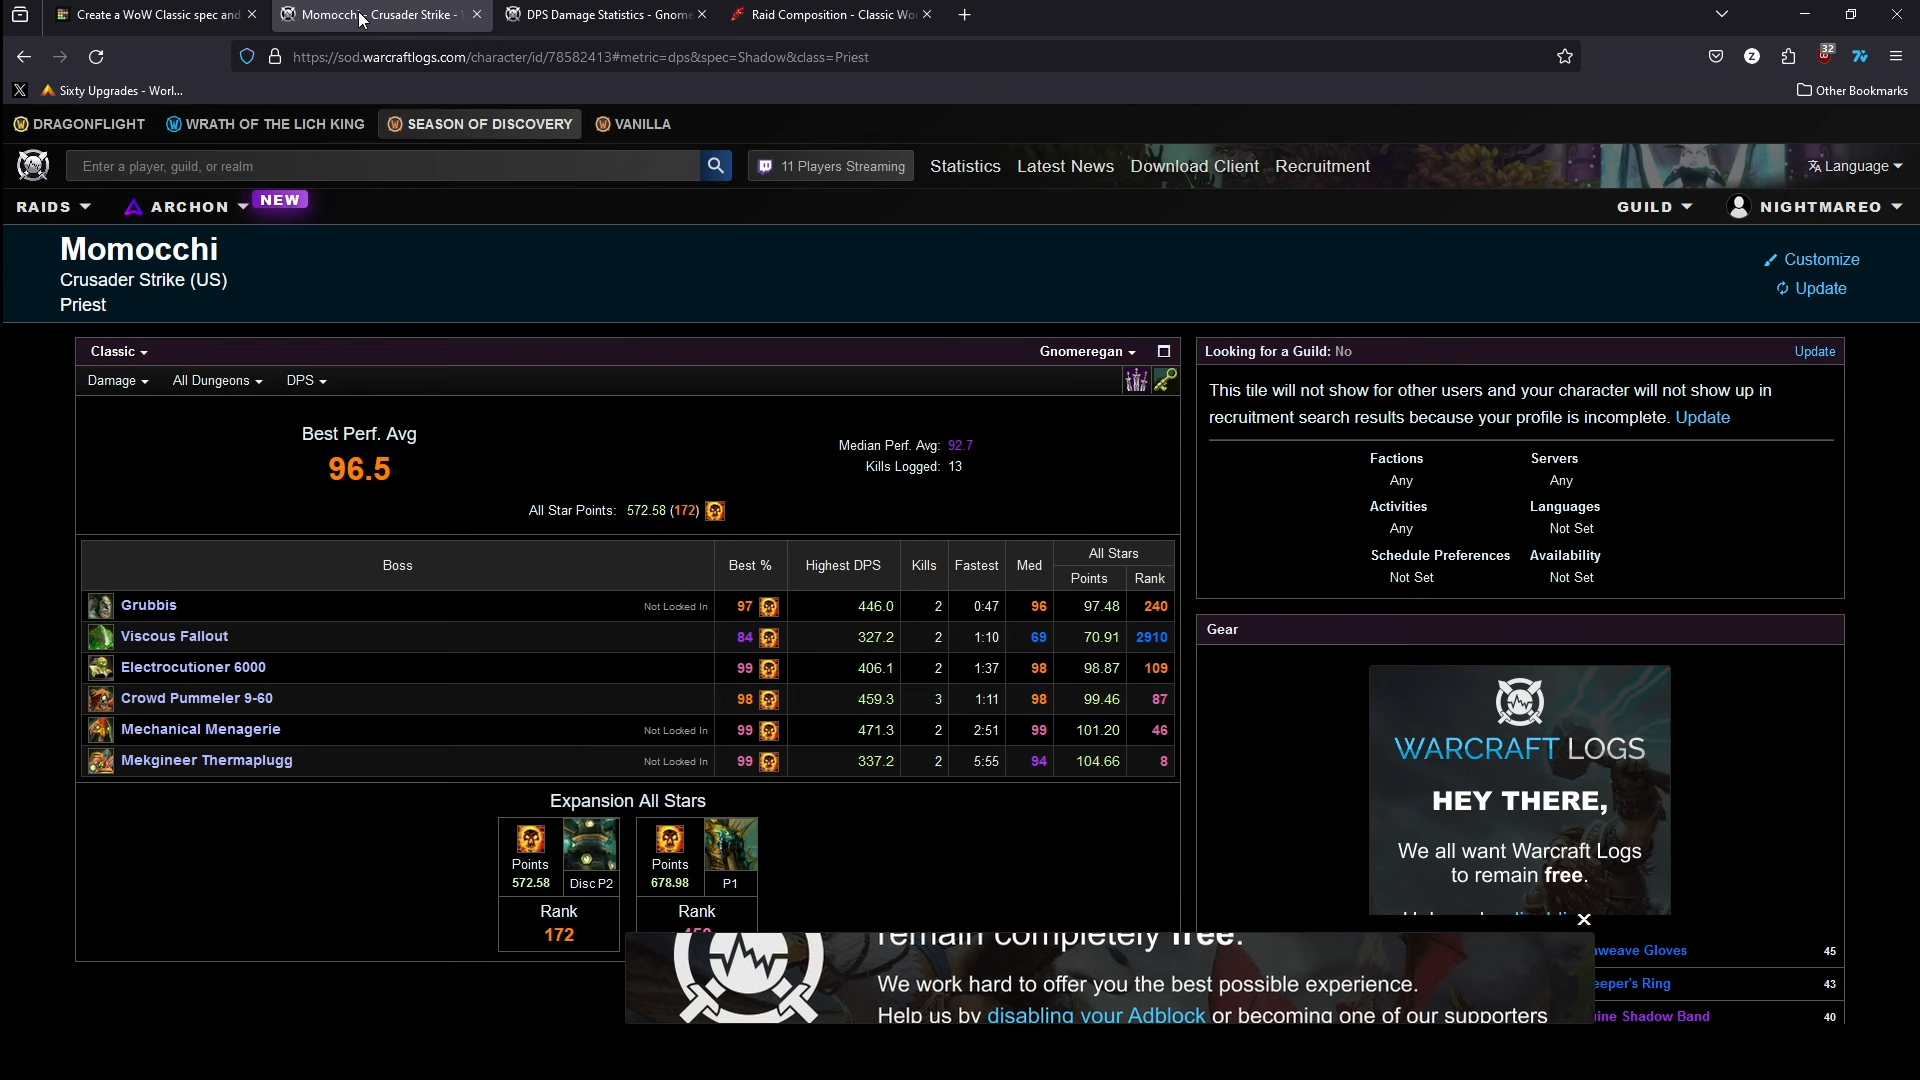 Create a WoW Classic spec and
Momocchi - Crusader Strike -
DPS Damage Statistics - Gnome
Raid Composition - Classic Wo
https://sod.warcraftlogs.com/character/id/78582413#metric=dps&spec=Shadow&class=Priest
Z
32
X Sixty Upgrades - Worl...
Other Bookmarks
DRAGONFLIGHT WRATH OF THE LICH KING SEASON OF DISCOVERY VANILLA
Enter a player, guild, or realm
11 Players Streaming
Statistics Latest News Download Client Recruitment
Language
RAIDS ARCHON NEW
GUILD NIGHTMAREO
Momocchi
Crusader Strike (US)
Priest
Customize
Update
Classic
Gnomeregan
Damage All Dungeons DPS
Best Perf. Avg
96.5
Median Perf. Avg: 92.7
Kills Logged: 13
All Star Points: 572.58 (172)
Boss Best % Highest DPS Kills Fastest Med All Stars
Points Rank
Grubbis Not Locked In 97 446.0 2 0:47 96 97.48 240
Viscous Fallout 84 327.2 2 1:10 69 70.91 2910
Electrocutioner 6000 99 406.1 2 1:37 98 98.87 109
Crowd Pummeler 9-60 98 459.3 3 1:11 98 99.46 87
Mechanical Menagerie Not Locked In 99 471.3 2 2:51 99 101.20 46
Mekgineer Thermaplugg Not Locked In 99 337.2 2 5:55 94 104.66 8
Expansion All Stars
Points
572.58
Disc P2
Rank
172
Points
678.98
P1
Rank
Looking for a Guild: No
Update
This tile will not show for other users and your character will not show up in
recruitment search results because your profile is incomplete. Update
Factions Servers
Any Any
Activities Languages
Any Not Set
Schedule Preferences Availability
Not Set Not Set
Gear
WARCRAFT LOGS
HEY THERE,
We all want Warcraft Logs
to remain free.
remain completely free.
We work hard to offer you the best possible experience.
Help us by disabling your Adblock or becoming one of our supporters
weave Gloves 45
eeper's Ring 43
ine Shadow Band 40